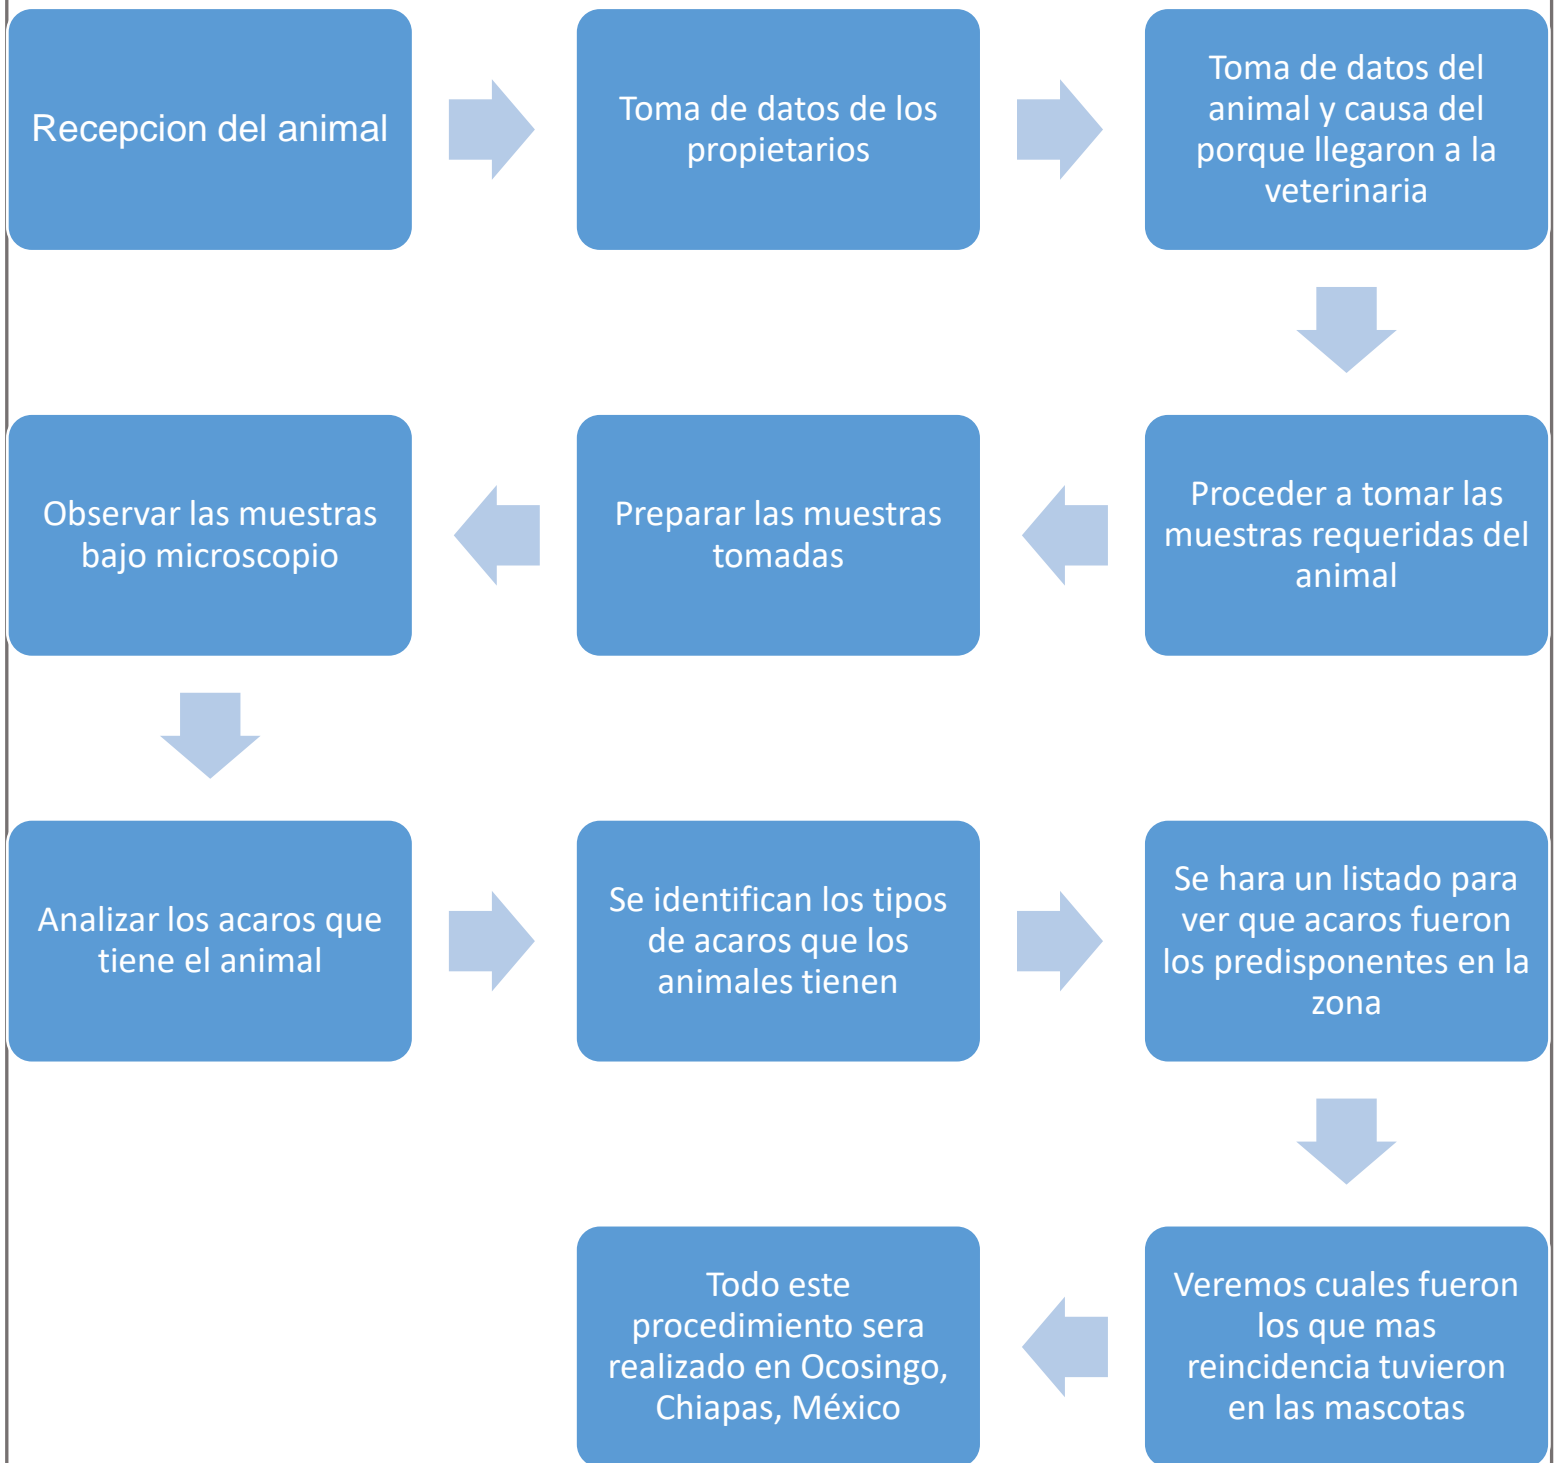 Recepcion del animal
Toma de datos de los
propietarios
Toma de datos del
animal y causa del
porque llegaron a la
veterinaria
Proceder a tomar las
muestras requeridas del
animal
Preparar las muestras
tomadas
Observar las muestras
bajo microscopio
Analizar los acaros que
tiene el animal
Se identifican los tipos
de acaros que los
animales tienen
Se hara un listado para
ver que acaros fueron
los predisponentes en la
zona
Veremos cuales fueron
los que mas
reincidencia tuvieron
en las mascotas
Todo este
procedimiento sera
realizado en Ocosingo,
Chiapas, México